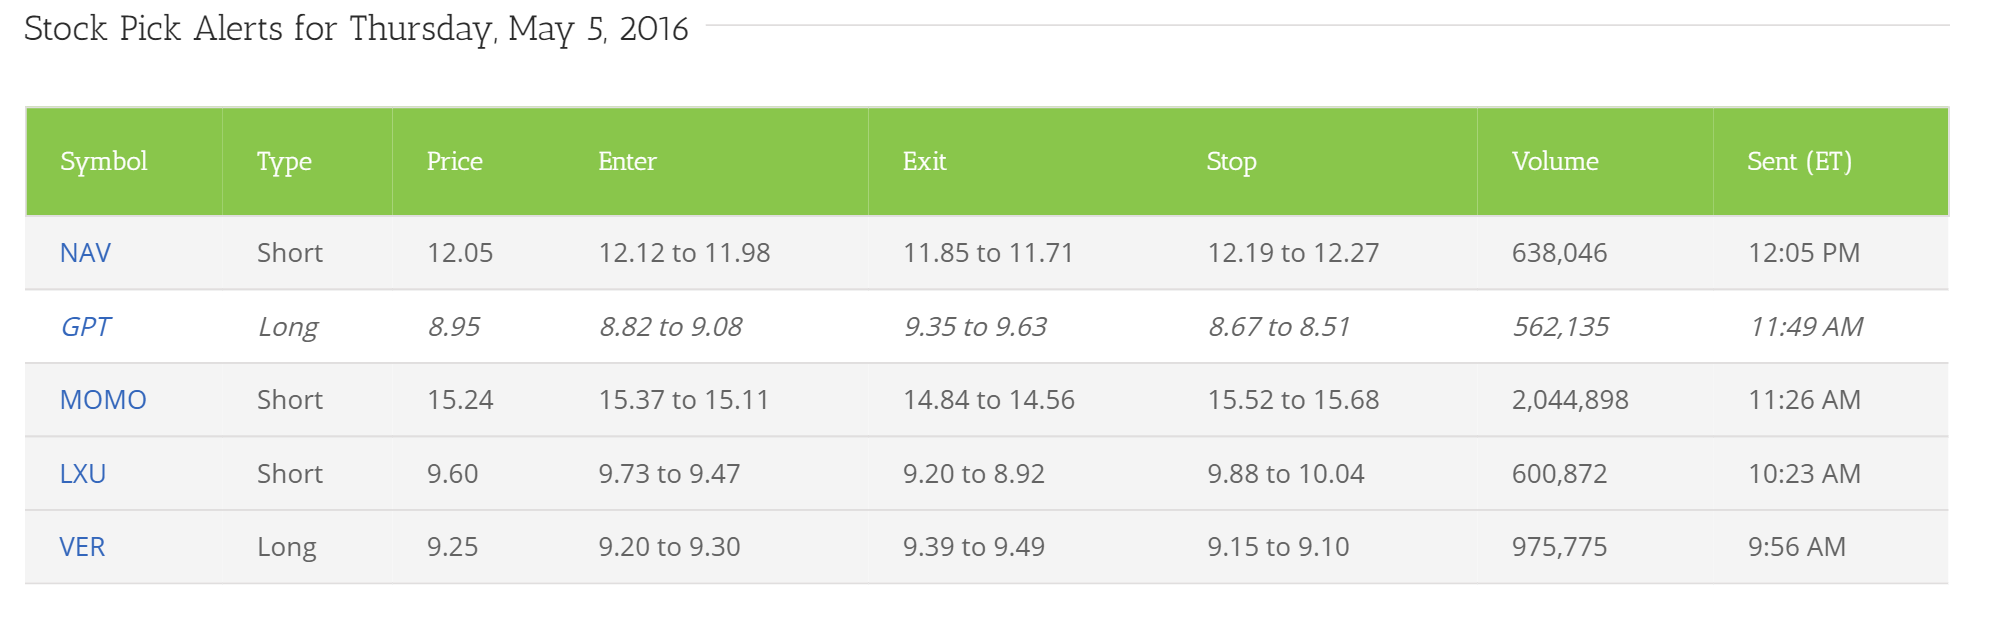 Stock Pick Alerts for Thursday, May 5, 2016
Symbol Type Price Enter Exit Stop Volume Sent (ET)
NAV Short 12.05 12.12 to 11.98 11.85 to 11.71 12.19 to 12.27 638,046 12:05 PM
GPT Long 8.95 8.82 to 9.08 9.35 to 9.63 8.67 to 8.51 562,135 11:49 AM
MOMO Short 15.24 15.37 to 15.11 14.84 to 14.56 15.52 to 15.68 2,044,898 11:26 AM
LXU Short 9.60 9.73 to 9.47 9.20 to 8.92 9.88 to 10.04 600,872 10:23 AM
VER Long 9.25 9.20 to 9.30 9.39 to 9.49 9.15 to 9.10 975,775 9:56 AM